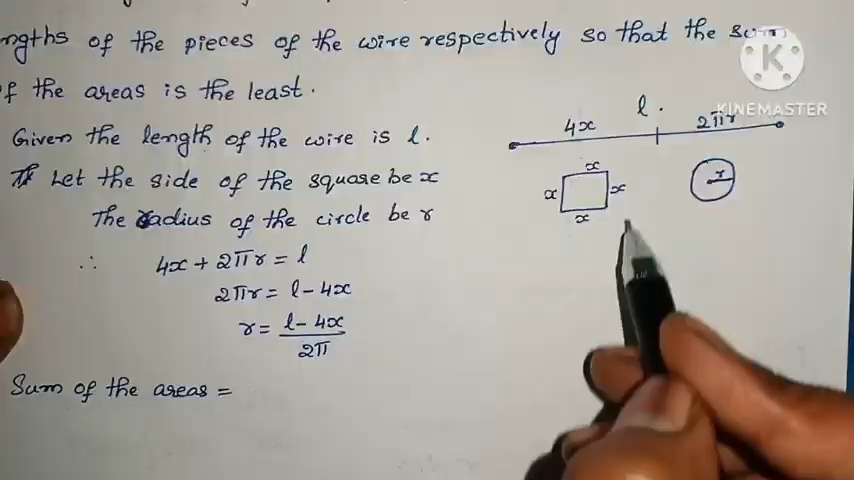 ngths of the pieces of the wire respectively so that the sum
f the areas is the least.
Given the length of the wire is l.
Let the side of the square be x
The radius of the circle be r
∴ 4x + 2πr = l
2πr = l - 4x
r = (l - 4x)/2π
Sum of the areas =
l.
4x 2πr
x
x x
x
r
K
KINEMASTER